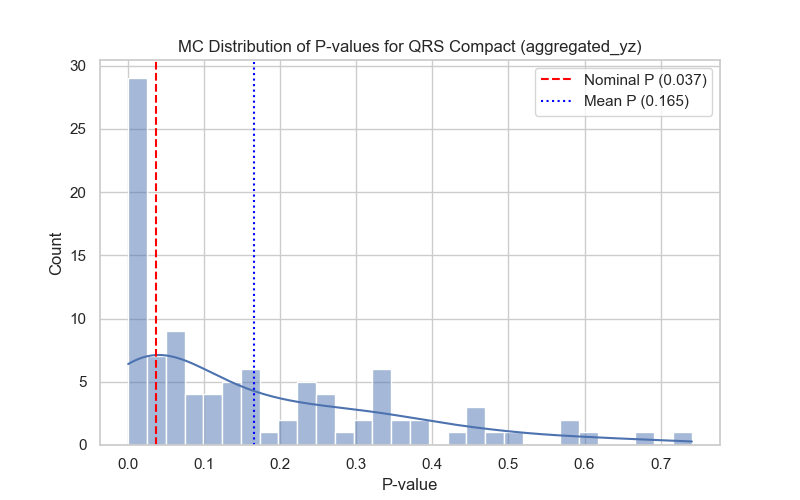 MC Distribution of P-values for QRS Compact (aggregated_yz)
Nominal P (0.037)
Mean P (0.165)
Count
30
25
20
15
10
5
0
0.0 0.1 0.2 0.3 0.4 0.5 0.6 0.7
P-value